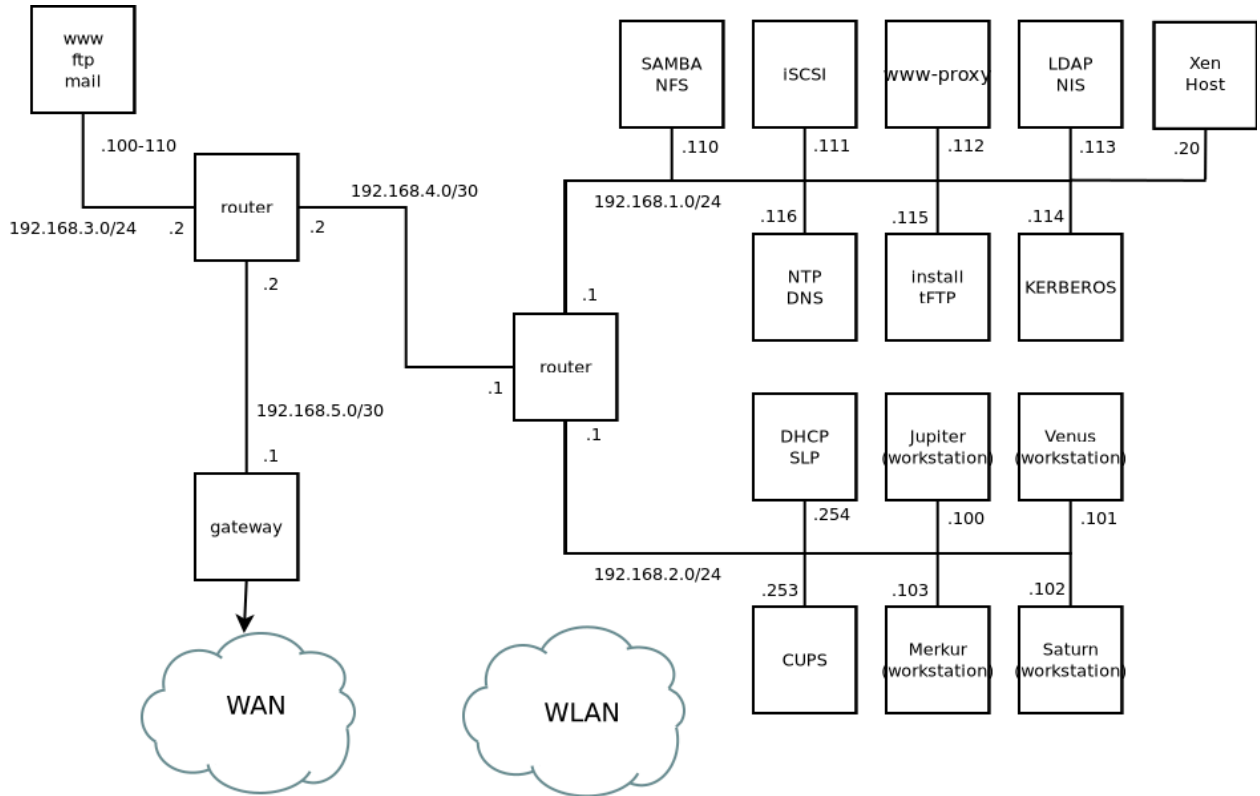 www
ftp
mail
.100-110
192.168.3.0/24
.2
router
.2
.2
192.168.4.0/30
192.168.5.0/30
.1
gateway
WAN
WLAN
SAMBA
NFS
.110
iSCSI
.111
www-proxy
.112
LDAP
NIS
.113
Xen
Host
.20
192.168.1.0/24
.116
NTP
DNS
.115
install
tFTP
.114
KERBEROS
.1
router
.1
.1
DHCP
SLP
.254
Jupiter
(workstation)
.100
Venus
(workstation)
.101
192.168.2.0/24
.253
CUPS
.103
Merkur
(workstation)
.102
Saturn
(workstation)